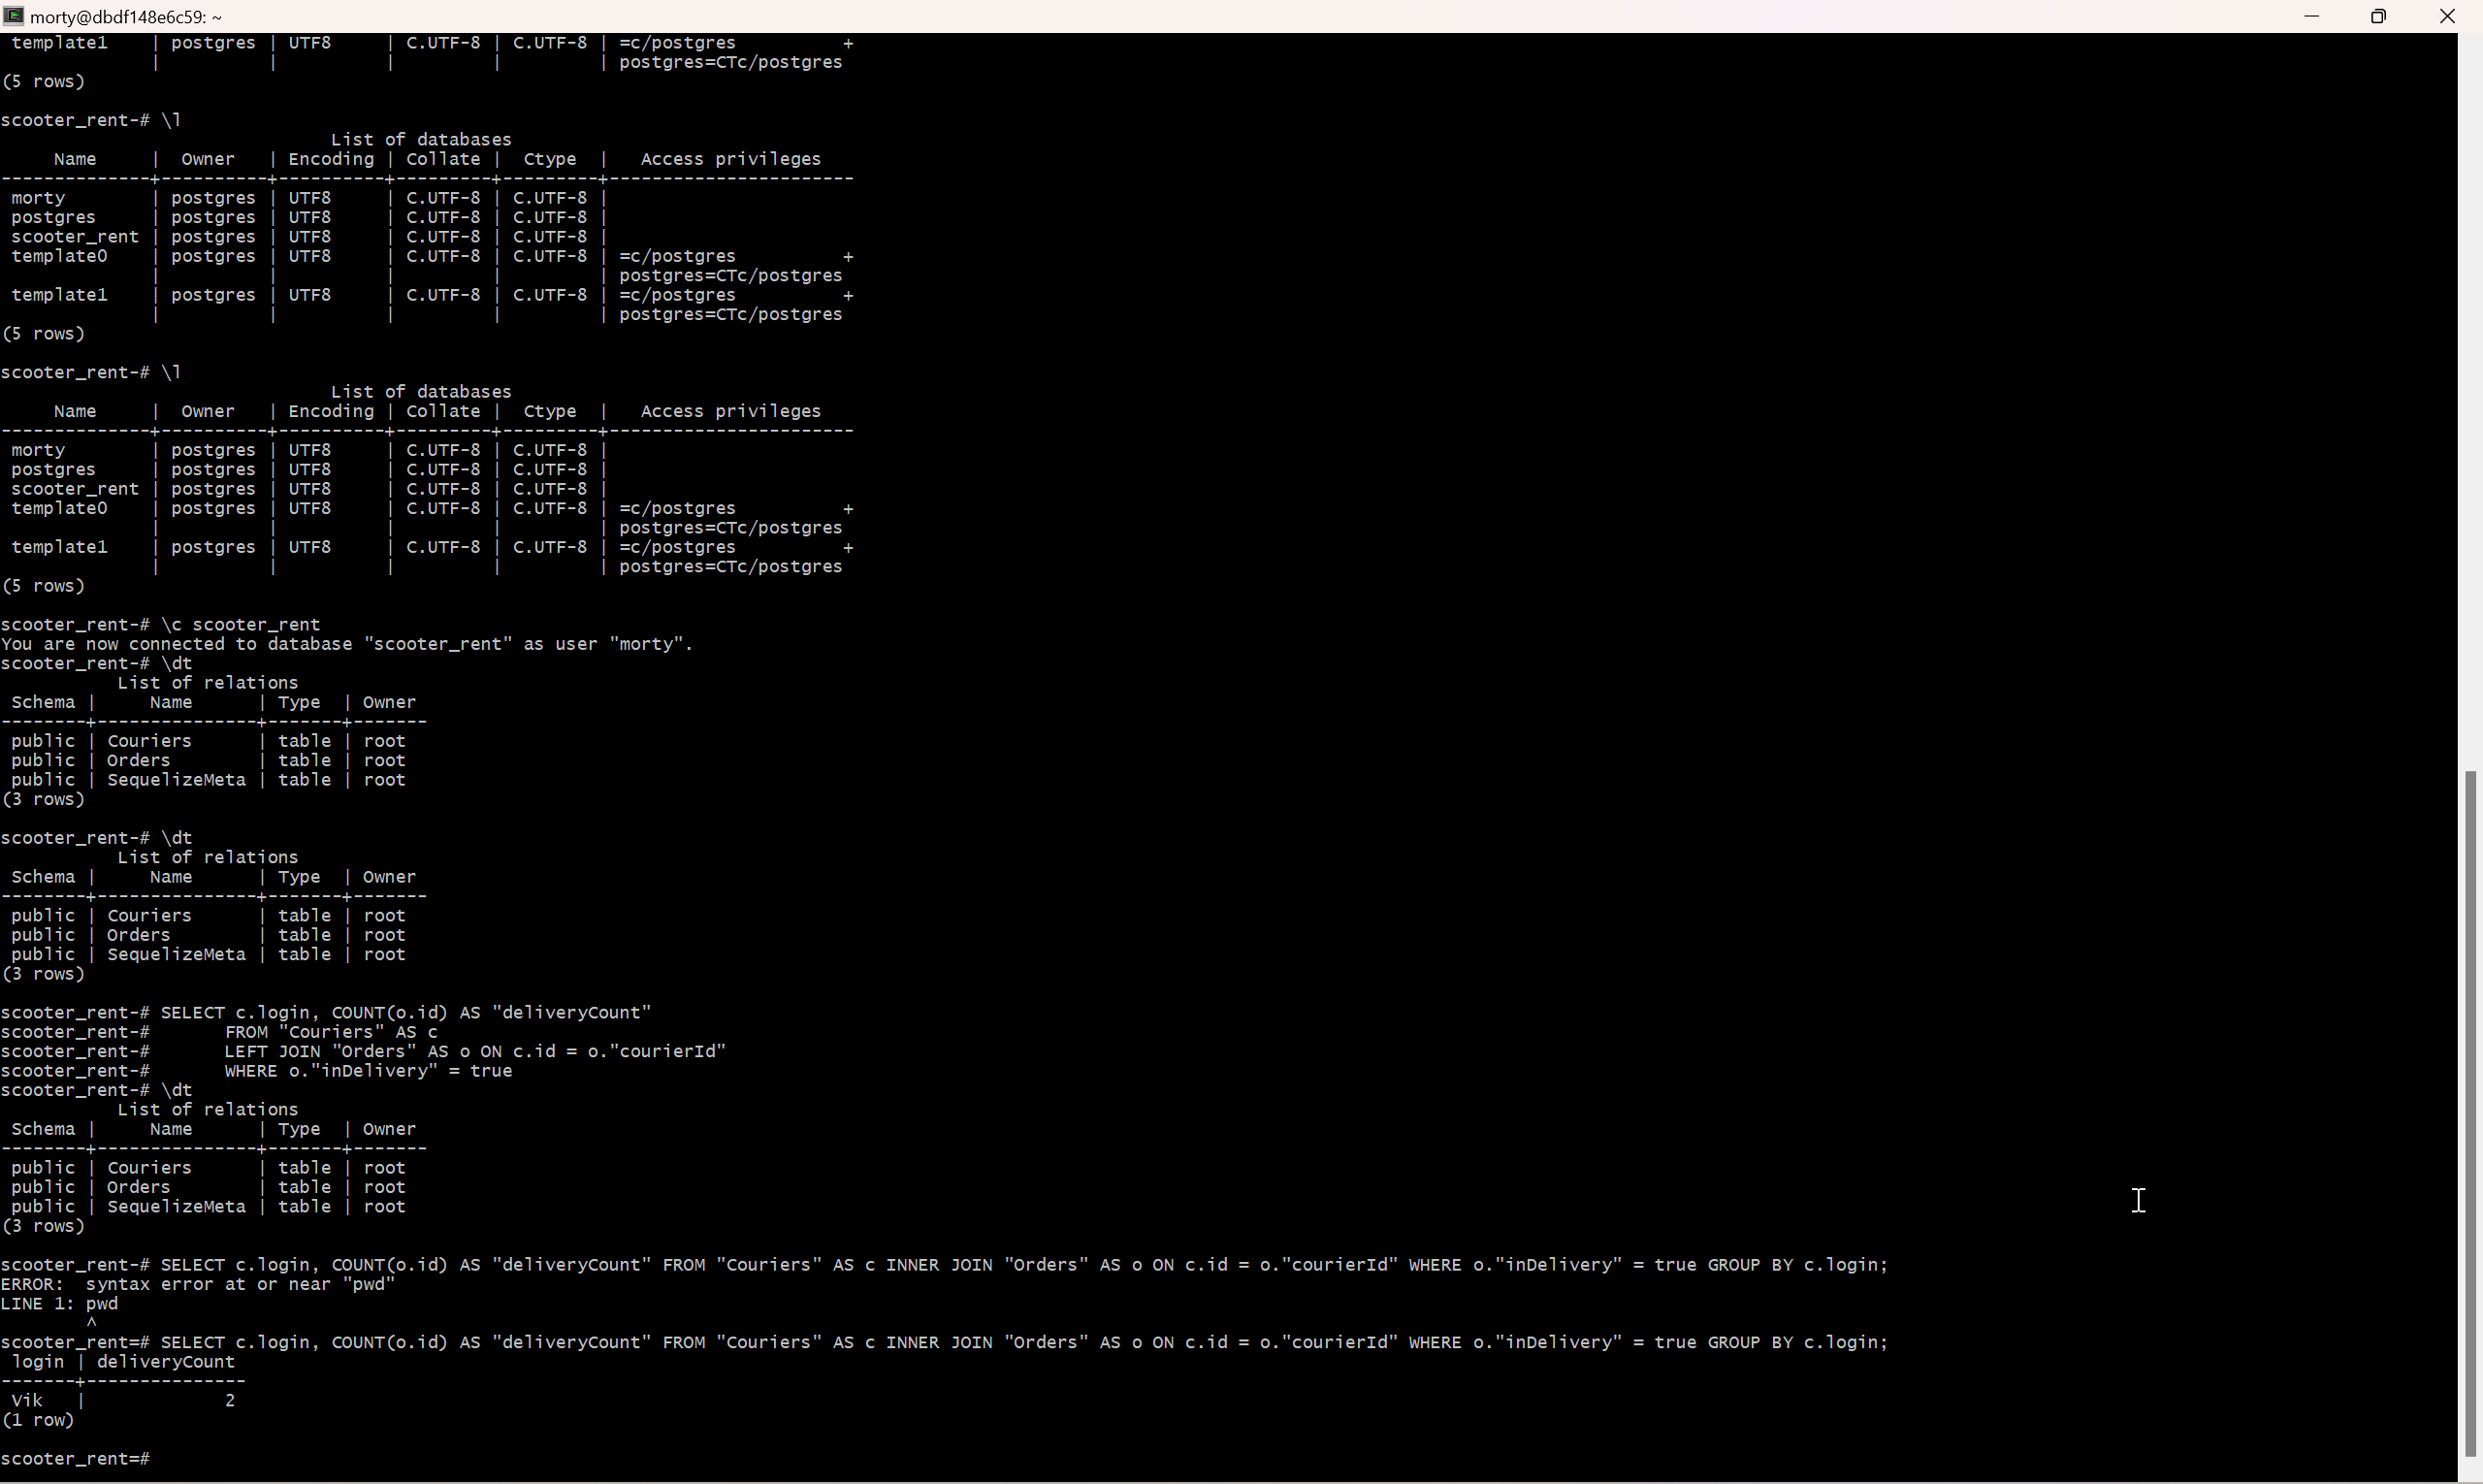 morty@dbdf148e6c59: ~
 template1    | postgres | UTF8     | C.UTF-8 | C.UTF-8 | =c/postgres          +
              |          |          |         |         | postgres=CTc/postgres
(5 rows)
scooter_rent-# \l
                               List of databases
     Name     |  Owner   | Encoding | Collate |  Ctype  |   Access privileges
--------------+----------+----------+---------+---------+-----------------------
 morty        | postgres | UTF8     | C.UTF-8 | C.UTF-8 |
 postgres     | postgres | UTF8     | C.UTF-8 | C.UTF-8 |
 scooter_rent | postgres | UTF8     | C.UTF-8 | C.UTF-8 |
 template0    | postgres | UTF8     | C.UTF-8 | C.UTF-8 | =c/postgres          +
              |          |          |         |         | postgres=CTc/postgres
 template1    | postgres | UTF8     | C.UTF-8 | C.UTF-8 | =c/postgres          +
              |          |          |         |         | postgres=CTc/postgres
(5 rows)
scooter_rent-# \l
                               List of databases
     Name     |  Owner   | Encoding | Collate |  Ctype  |   Access privileges
--------------+----------+----------+---------+---------+-----------------------
 morty        | postgres | UTF8     | C.UTF-8 | C.UTF-8 |
 postgres     | postgres | UTF8     | C.UTF-8 | C.UTF-8 |
 scooter_rent | postgres | UTF8     | C.UTF-8 | C.UTF-8 |
 template0    | postgres | UTF8     | C.UTF-8 | C.UTF-8 | =c/postgres          +
              |          |          |         |         | postgres=CTc/postgres
 template1    | postgres | UTF8     | C.UTF-8 | C.UTF-8 | =c/postgres          +
              |          |          |         |         | postgres=CTc/postgres
(5 rows)
scooter_rent-# \c scooter_rent
You are now connected to database "scooter_rent" as user "morty".
scooter_rent-# \dt
           List of relations
 Schema |     Name      | Type  | Owner
--------+---------------+-------+-------
 public | Couriers      | table | root
 public | Orders        | table | root
 public | SequelizeMeta | table | root
(3 rows)
scooter_rent-# \dt
           List of relations
 Schema |     Name      | Type  | Owner
--------+---------------+-------+-------
 public | Couriers      | table | root
 public | Orders        | table | root
 public | SequelizeMeta | table | root
(3 rows)
scooter_rent-# SELECT c.login, COUNT(o.id) AS "deliveryCount"
scooter_rent-#       FROM "Couriers" AS c
scooter_rent-#       LEFT JOIN "Orders" AS o ON c.id = o."courierId"
scooter_rent-#       WHERE o."inDelivery" = true
scooter_rent-# \dt
           List of relations
 Schema |     Name      | Type  | Owner
--------+---------------+-------+-------
 public | Couriers      | table | root
 public | Orders        | table | root
 public | SequelizeMeta | table | root
(3 rows)
scooter_rent-# SELECT c.login, COUNT(o.id) AS "deliveryCount" FROM "Couriers" AS c INNER JOIN "Orders" AS o ON c.id = o."courierId" WHERE o."inDelivery" = true GROUP BY c.login;
ERROR:  syntax error at or near "pwd"
LINE 1: pwd
        ^
scooter_rent=# SELECT c.login, COUNT(o.id) AS "deliveryCount" FROM "Couriers" AS c INNER JOIN "Orders" AS o ON c.id = o."courierId" WHERE o."inDelivery" = true GROUP BY c.login;
 login | deliveryCount
-------+---------------
 Vik   |             2
(1 row)
scooter_rent=#